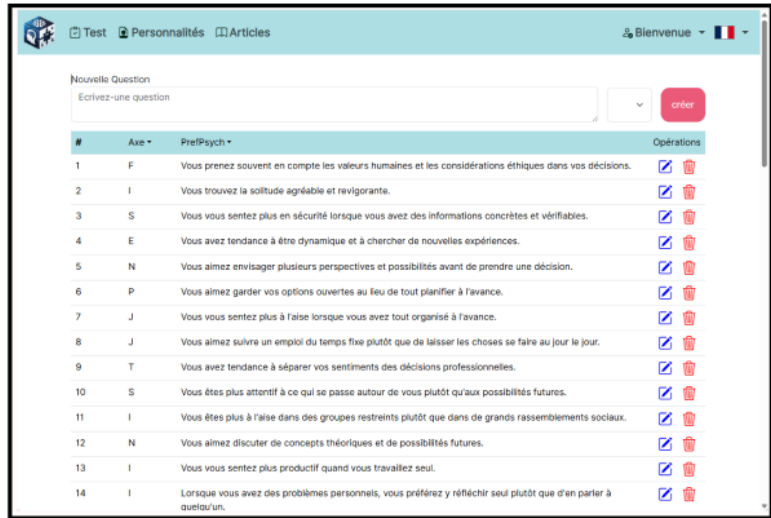 Test Personnalités Articles Bienvenue
Nouvelle Question
Ecrivez-une question
créer
# Axe PrefPsych Opérations
1 F Vous prenez souvent en compte les valeurs humaines et les considérations éthiques dans vos décisions.
2 I Vous trouvez la solitude agréable et revigorante.
3 S Vous vous sentez plus en sécurité lorsque vous avez des informations concrètes et vérifiables.
4 E Vous avez tendance à être dynamique et à chercher de nouvelles expériences.
5 N Vous aimez envisager plusieurs perspectives et possibilités avant de prendre une décision.
6 P Vous aimez garder vos options ouvertes au lieu de tout planifier à l'avance.
7 J Vous vous sentez plus à l'aise lorsque vous avez tout organisé à l'avance.
8 J Vous aimez suivre un emploi du temps fixe plutôt que de laisser les choses se faire au jour le jour.
9 T Vous avez tendance à séparer vos sentiments des décisions professionnelles.
10 S Vous êtes plus attentif à ce qui se passe autour de vous plutôt qu'aux possibilités futures.
11 I Vous êtes plus à l'aise dans des groupes restreints plutôt que dans de grands rassemblements sociaux.
12 N Vous aimez discuter de concepts théoriques et de possibilités futures.
13 I Vous vous sentez plus productif quand vous travaillez seul.
14 I Lorsque vous avez des problèmes personnels, vous préférez y réfléchir seul plutôt que d'en parler à
quelqu'un.